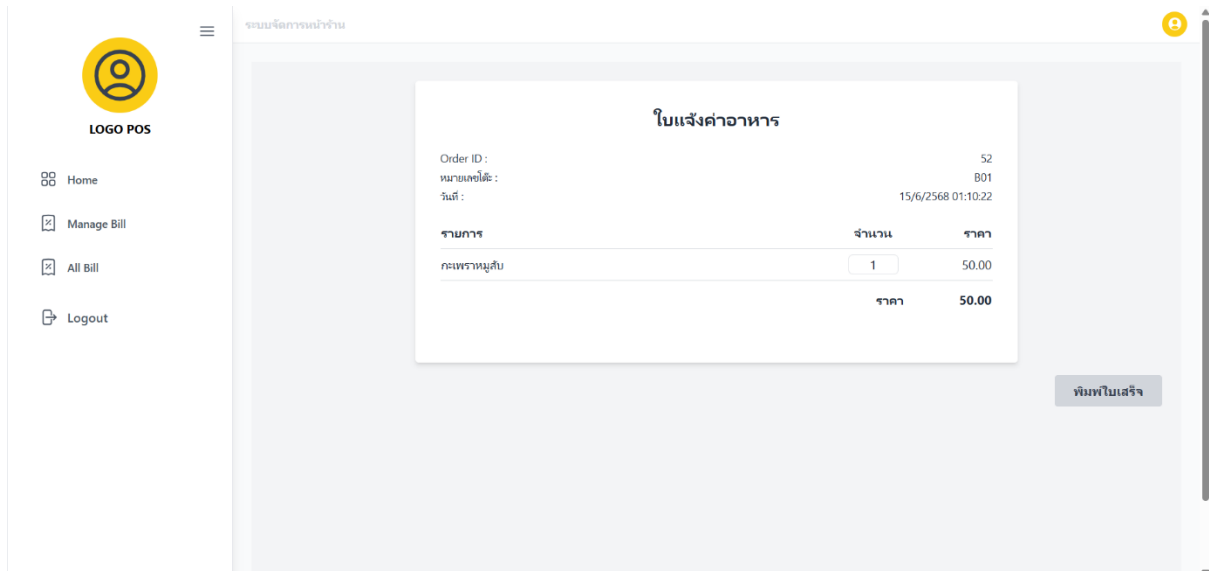 ระบบจัดการหน้าร้าน
LOGO POS
Home
Manage Bill
All Bill
Logout
ใบแจ้งค่าอาหาร
Order ID : 52
หมายเลขโต๊ะ : B01
วันที่ : 15/6/2568 01:10:22
รายการ จำนวน ราคา
กะเพราหมูสับ 1 50.00
ราคา 50.00
พิมพ์ใบเสร็จ